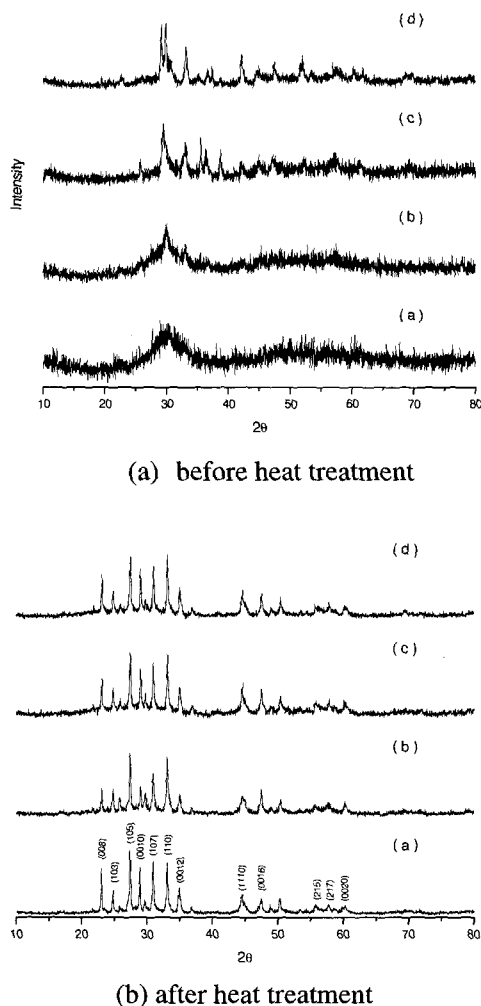 (d)
(c)
Intensity
(b)
(a)
10 20 30 40 50 60 70 80
2θ
(a) before heat treatment
(d)
(c)
(b)
(a)
(008) (103) (105) (0010) (107) (110) (0012) (1110) (0016) (215) (217) (0020)
10 20 30 40 50 60 70 80
2θ
(b) after heat treatment